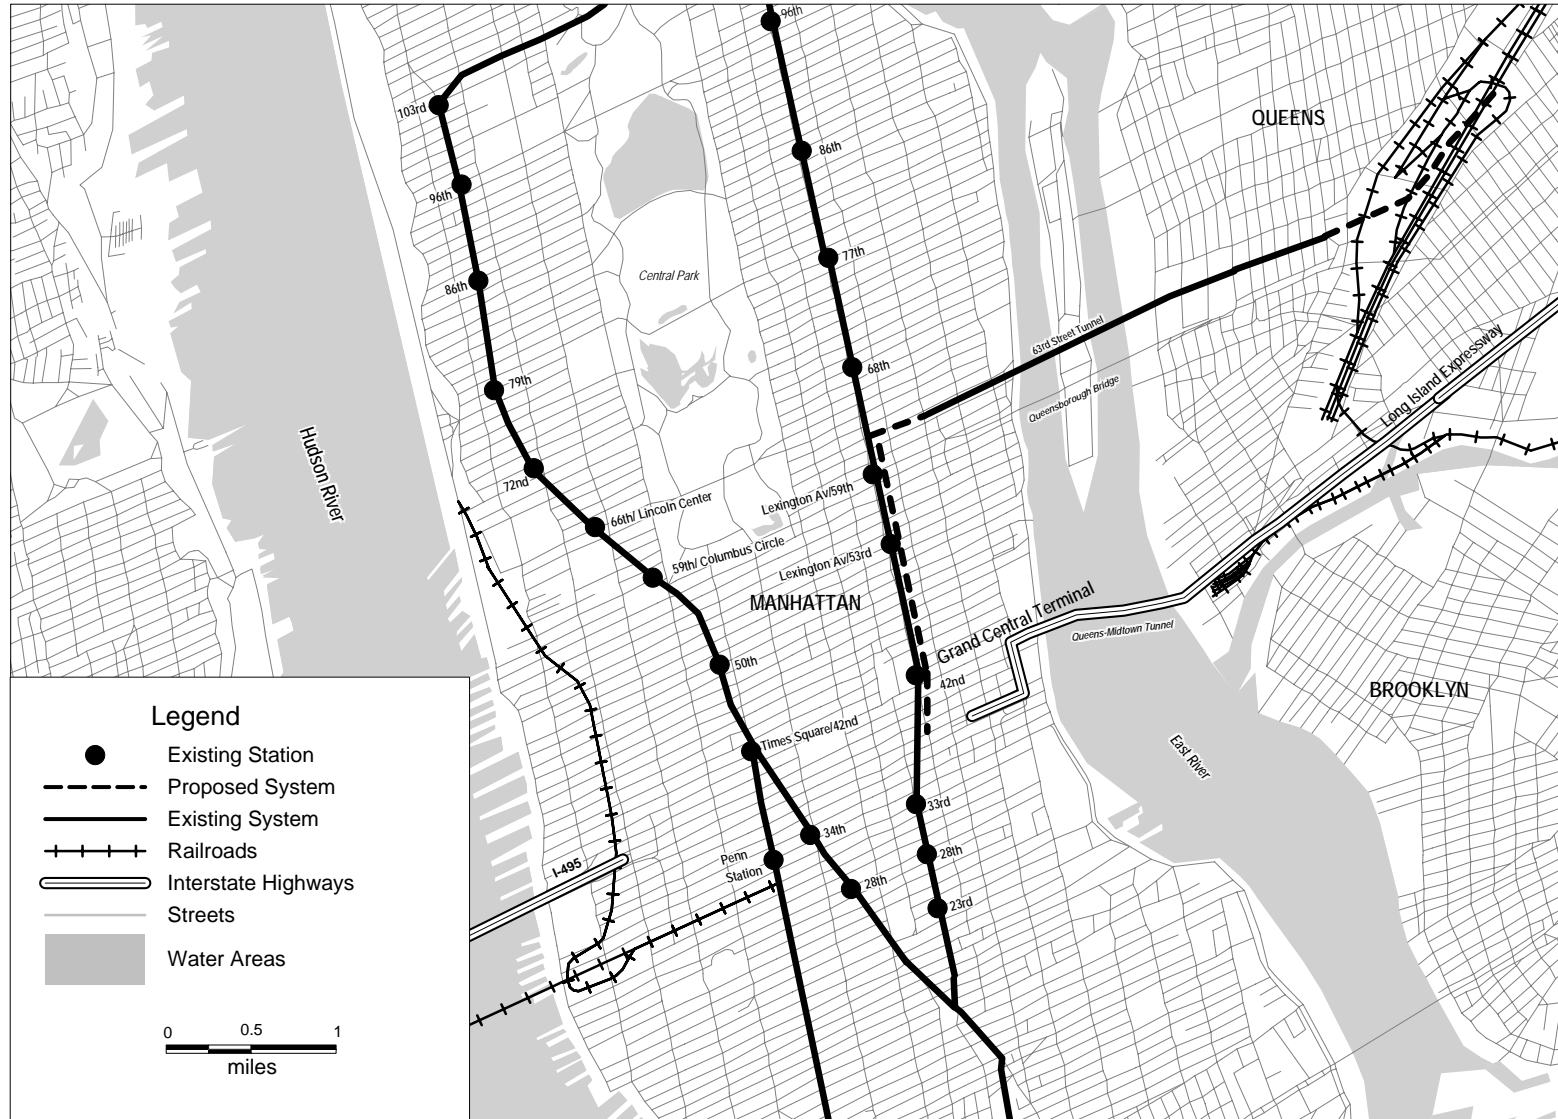 96th
103rd
QUEENS
86th
96th
77th
Central Park
86th
63rd Street Tunnel
68th
Long Island Expressway
79th
Queensborough Bridge
Hudson River
72nd
66th/ Lincoln Center
Lexington Av/59th
59th/ Columbus Circle
Lexington Av/53rd
MANHATTAN
Grand Central Terminal
Queens-Midtown Tunnel
50th
42nd
BROOKLYN
Times Square/42nd
East River
33rd
34th
Penn
Station
28th
I-495
28th
23rd
Legend
Existing Station
Proposed System
Existing System
Railroads
Interstate Highways
Streets
Water Areas
0 0.5 1
miles